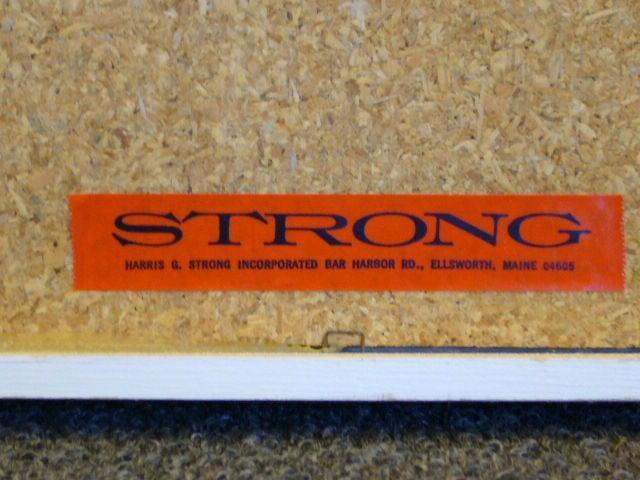 STRONG
HARRIS G. STRONG INCORPORATED BAR HARBOR RD., ELLSWORTH, MAINE 04605